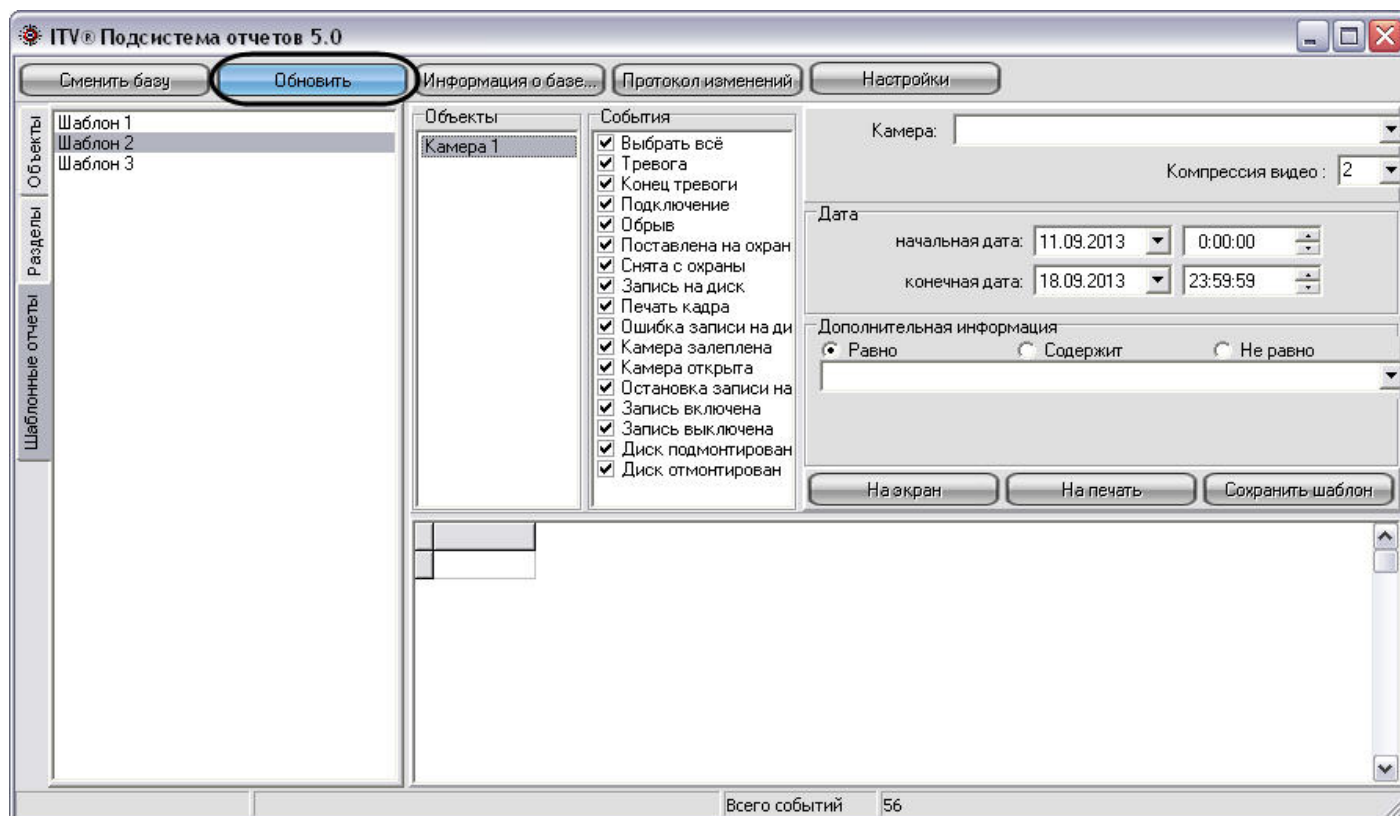 ITV® Подсистема отчетов 5.0
Сменить базу
Обновить
Информация о базе...
Протокол изменений
Настройки
Объекты
Разделы
Шаблонные отчеты
Шаблон 1
Шаблон 2
Шаблон 3
Объекты
Камера 1
События
Выбрать всё
Тревога
Конец тревоги
Подключение
Обрыв
Поставлена на охран
Снята с охраны
Запись на диск
Печать кадра
Ошибка записи на ди
Камера залеплена
Камера открыта
Остановка записи на
Запись включена
Запись выключена
Диск подмонтирован
Диск отмонтирован
Камера:
Компрессия видео : 2
Дата
начальная дата: 11.09.2013 0:00:00
конечная дата: 18.09.2013 23:59:59
Дополнительная информация
Равно Содержит Не равно
На экран
На печать
Сохранить шаблон
Всего событий 56